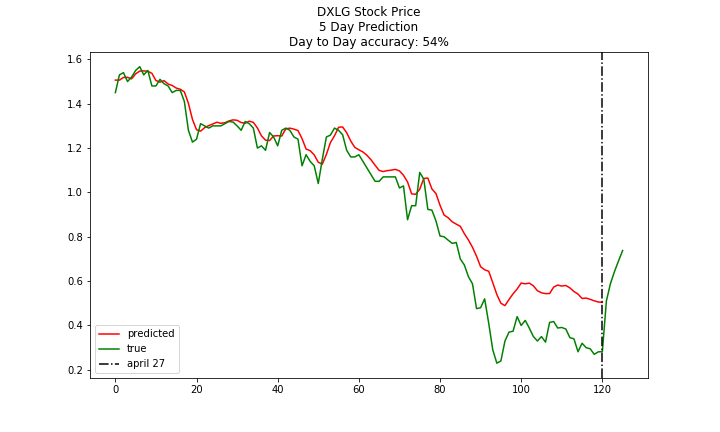 DXLG Stock Price
5 Day Prediction
Day to Day accuracy: 54%
1.6
1.4
1.2
1.0
0.8
0.6
0.4
0.2
predicted
true
april 27
0 20 40 60 80 100 120